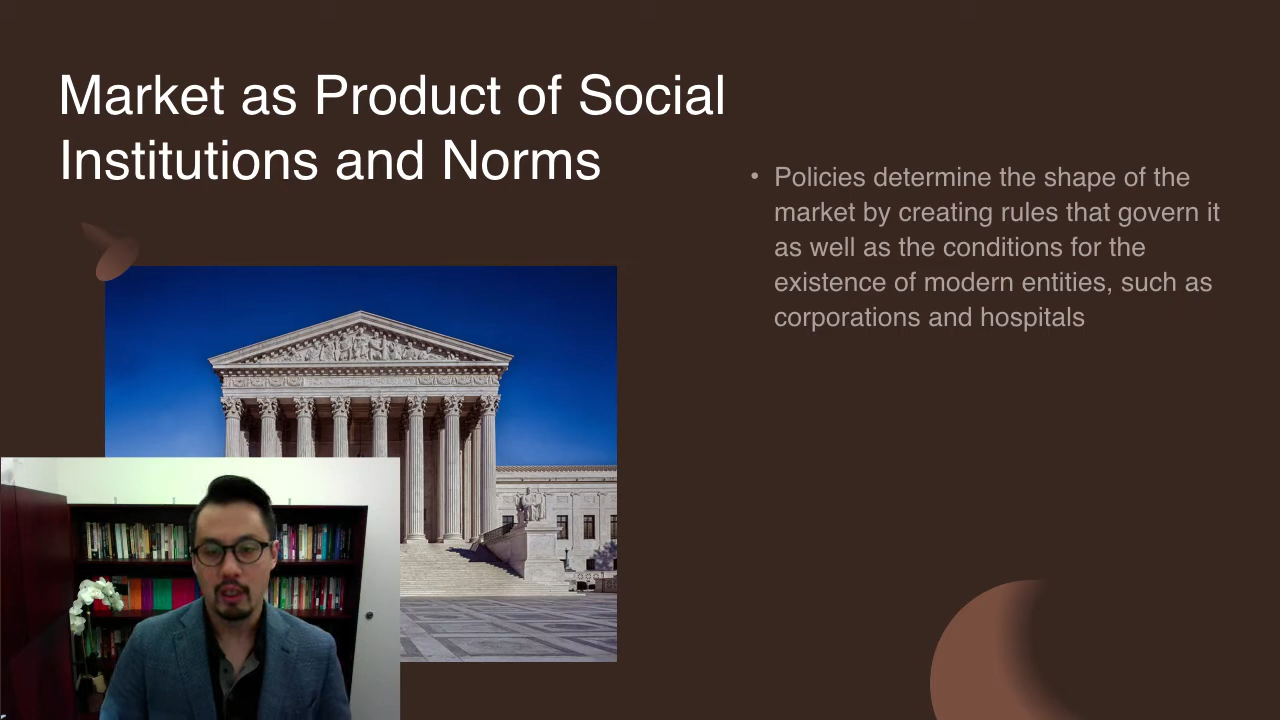 Market as Product of Social
Institutions and Norms
• Policies determine the shape of the
market by creating rules that govern it
as well as the conditions for the
existence of modern entities, such as
corporations and hospitals